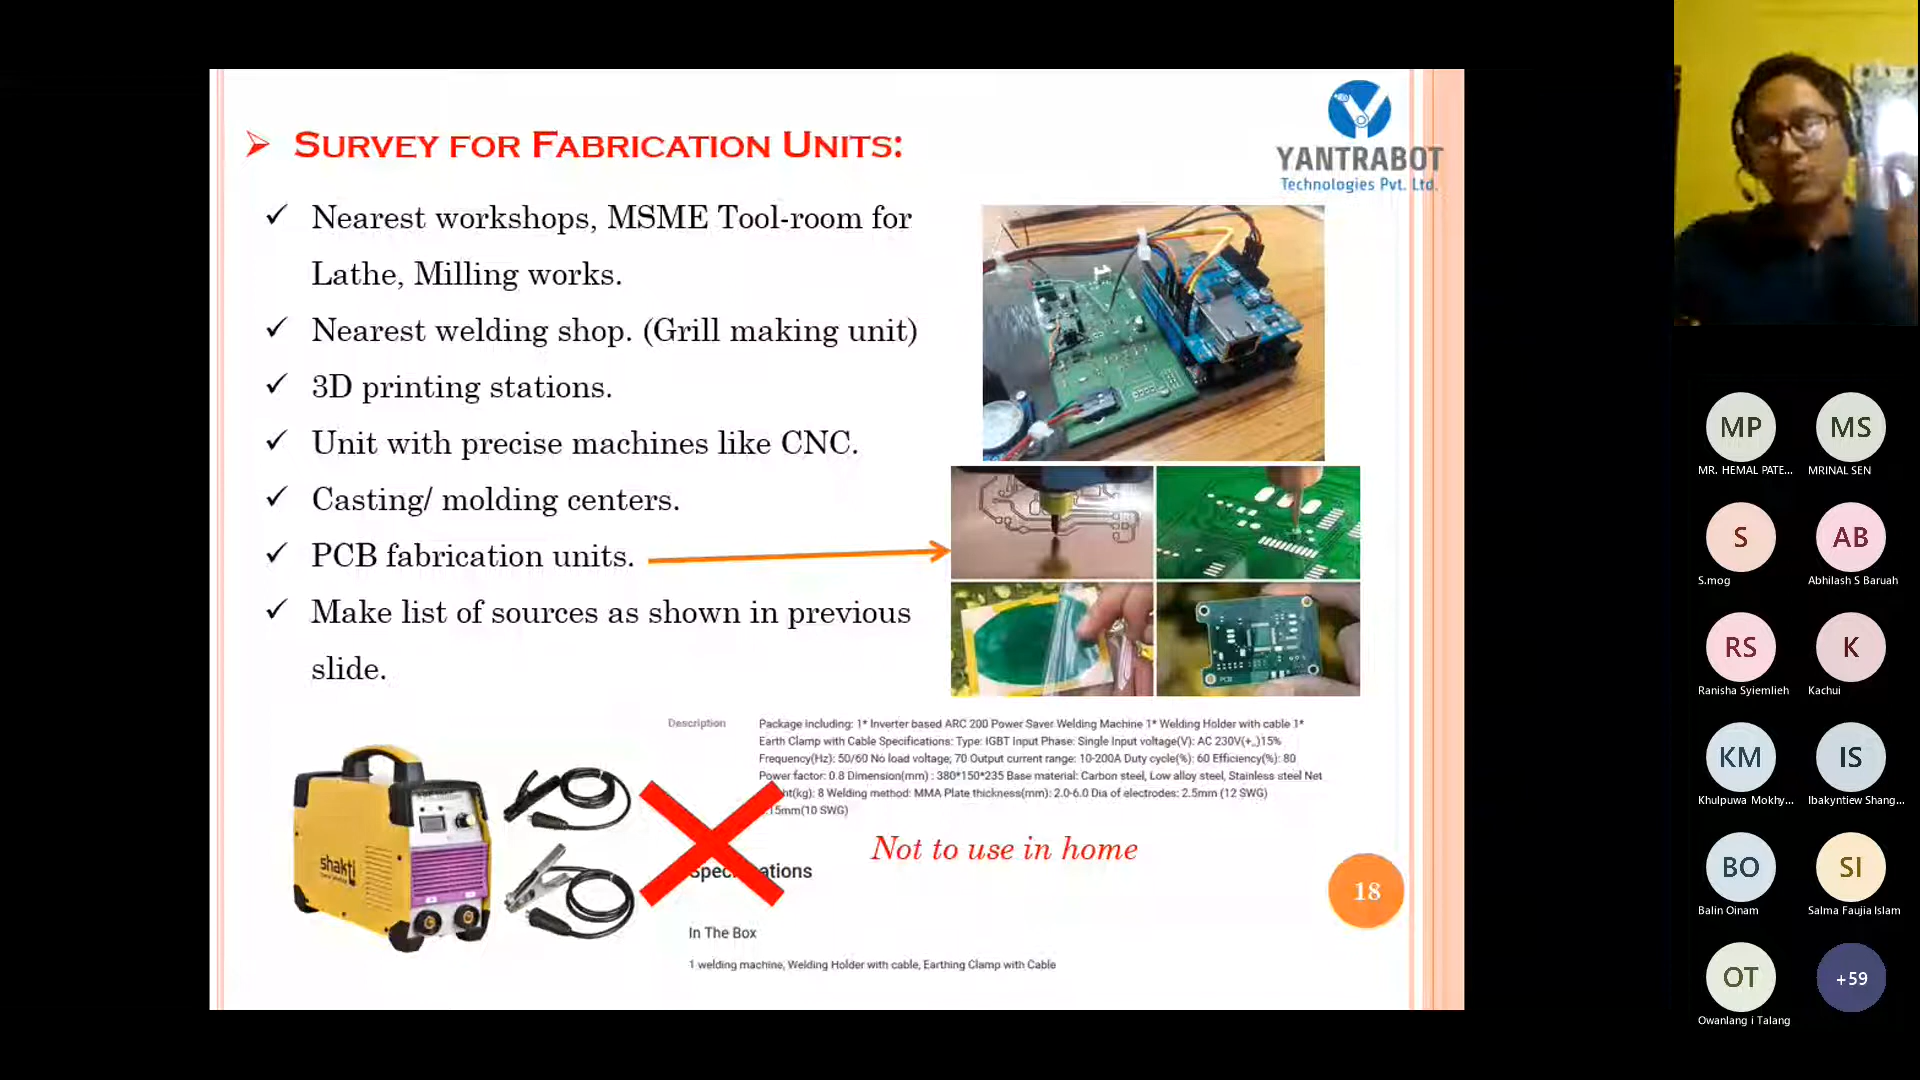 SURVEY FOR FABRICATION UNITS:
YANTRABOT
Technologies Pvt. Ltd.
Nearest workshops, MSME Tool-room for
Lathe, Milling works.
Nearest welding shop. (Grill making unit)
3D printing stations.
Unit with precise machines like CNC.
Casting/ molding centers.
PCB fabrication units.
Make list of sources as shown in previous
slide.
PCB
Description
Package including: 1* Inverter based ARC 200 Power Saver Welding Machine 1* Welding Holder with cable 1*
Earth Clamp with Cable Specifications: Type: IGBT Input Phase: Single Input voltage(V): AC 230V(+_)15%
Frequency(Hz): 50/60 No load voltage; 70 Output current range: 10-200A Duty cycle(%): 60 Efficiency(%): 80
Power factor: 0.8 Dimension(mm) : 380*150*235 Base material: Carbon steel, Low alloy steel, Stainless steel Net
8 Welding method: MMA Plate thickness(mm): 2.0-6.0 Dia of electrodes: 2.5mm (12 SWG)
15mm(10 SWG)
shakti
Not to use in home
18
In The Box
1 welding machine, Welding Holder with cable, Earthing Clamp with Cable
MP
MS
MR. HEMAL PATE...
MRINAL SEN
S
AB
S.mog
Abhilash S Baruah
RS
K
Ranisha Syiemlieh
Kachui
KM
IS
Khulpuwa Mokhy...
Ibakyntiew Shang...
BO
SI
Balin Oinam
Salma Faujia Islam
OT
+59
Owanlang i Talang